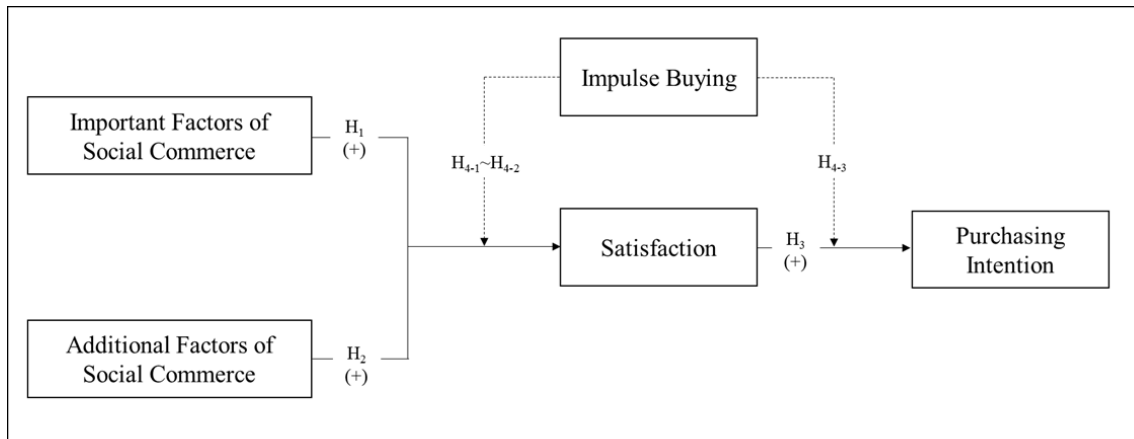 Impulse Buying
Important Factors of
Social Commerce
H₁
(+)
H₄₋₁~H₄₋₂
H₄₋₃
Satisfaction
H₃
(+)
Purchasing
Intention
Additional Factors of
Social Commerce
H₂
(+)